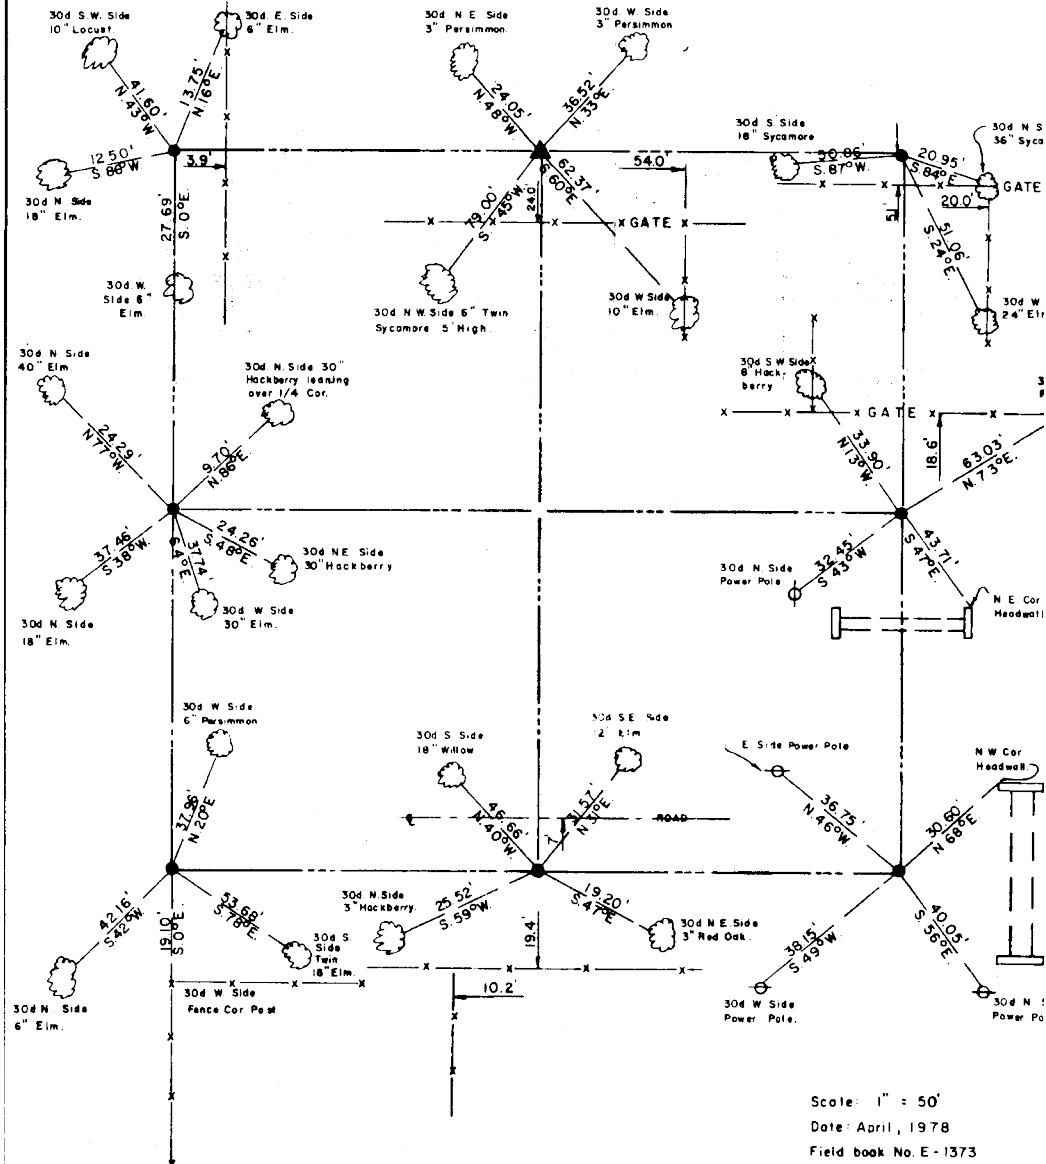 30d. S.W. Side
10" Locust.
30d. E. Side
6" Elm.
30d N E. Side
3" Persimmon.
30d. W. Side
3" Persimmon
41.60'
N. 43°W.
13.75'
N.16°E.
24.05'
N.48°W.
36.52'
N. 33°E.
30d S. Side
18" Sycamore
30d N S
36" Syca
12.50'
S. 88°W.
3.9'
30d N Side
18" Elm.
27.69'
S. 0°E.
62.37'
S. 60°E.
54.0'
79.00'
S. 45°W.
24.0'
GATE
50.86'
S. 87°W.
20.95'
S. 84°E.
GATE
20.0'
5.1'
51.06'
S. 24°E.
30d. W.
Side 6"
Elm.
30d N.W. Side 6" Twin
Sycamore 5' High.
30d W Side
10" Elm.
30d W
24" Elm
30d N Side
40" Elm.
30d. N. Side 30"
Hackberry leaning
over 1/4 Cor.
30d S W Side
8" Hack-
berry
GATE
24.29'
N.77°W.
9.70'
N. 86°E.
33.90'
N.13°W.
18.6'
63.03'
N. 73°E.
37.46'
S. 38°W.
37.74'
S. 4°E.
24.26'
S. 48°E.
30d N.E. Side
30" Hackberry
30d. N. Side
18" Elm.
30d. W Side
30" Elm.
32.45'
S. 43°W.
43.71'
S. 47°E.
30d. N. Side
Power Pole
N. E. Cor
Headwall
30d W Side
6" Persimmon
30d S Side
18" Willow
30d S.E. Side
12" Elm
E. Side Power Pole
N W Cor
Headwall
37.96'
N. 20°E.
46.66'
N. 40°W.
31.57'
N. 31°E.
ROAD
36.75'
N. 46°W.
30.60'
N 68°E.
42.16'
S.42°W.
19.10'
S.0°E.
53.68'
S. 78°E.
30d N. Side
3" Hackberry.
25.52'
S. 59°W.
19.20'
S. 47°E.
19.4'
30d N E. Side
3" Red Oak.
38.15'
S. 49°W.
40.05'
S. 56°E.
30d S.
Side
Twin
18" Elm.
30d N. Side
6" Elm.
30d W. Side
Fence Cor Post
10.2'
30d W Side
Power Pole.
30d N S
Power Po
Scale: 1" = 50'
Date: April, 1978
Field book No. E-1373